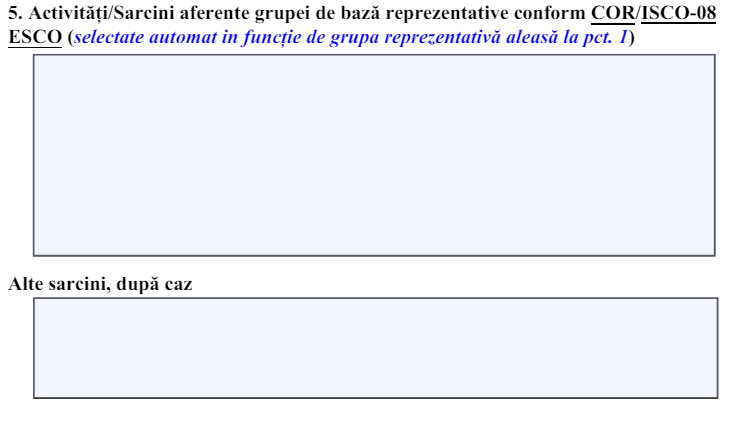 5. Activități/Sarcini aferente grupei de bază reprezentative conform COR/ISCO-08
ESCO (selectate automat in funcție de grupa reprezentativă aleasă la pct. 1)
Alte sarcini, după caz